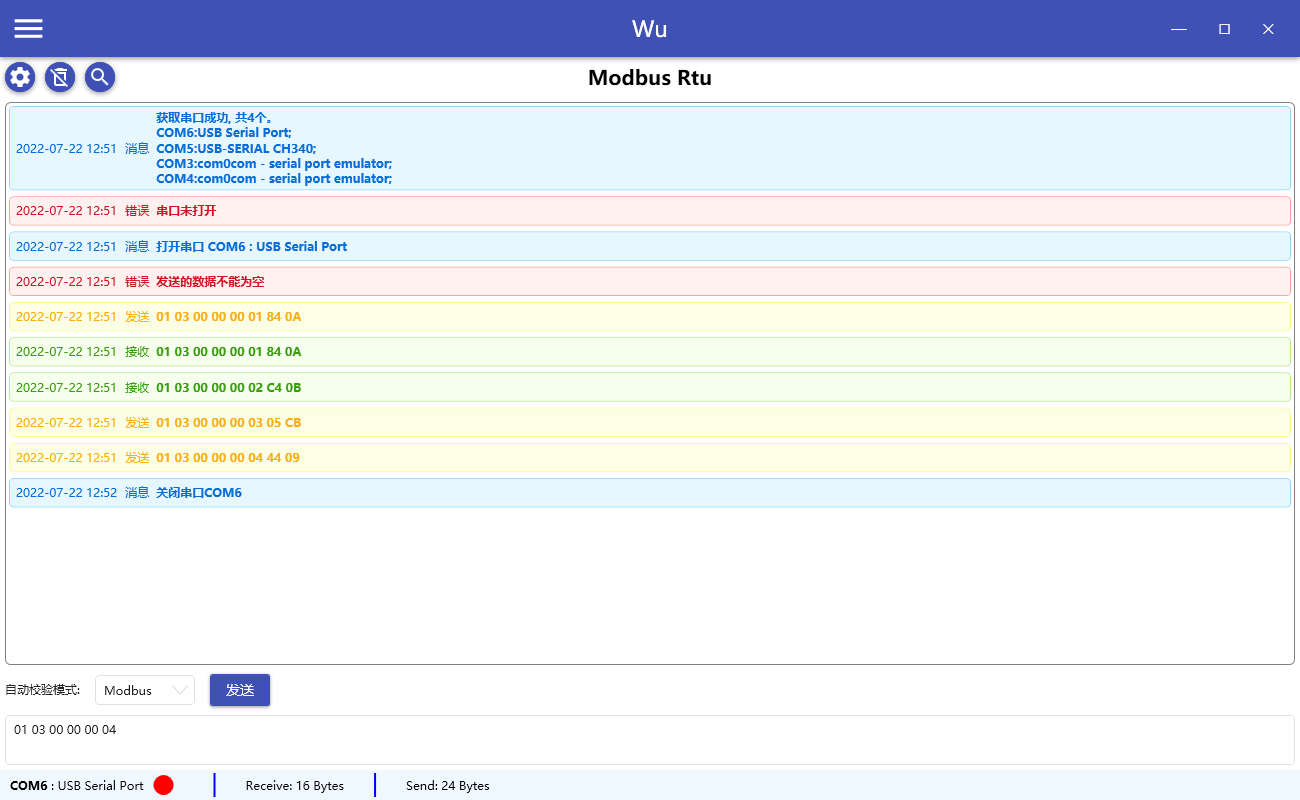 Wu
Modbus Rtu
获取串口成功, 共4个。
COM6:USB Serial Port;
2022-07-22 12:51 消息 COM5:USB-SERIAL CH340;
COM3:com0com - serial port emulator;
COM4:com0com - serial port emulator;
2022-07-22 12:51 错误 串口未打开
2022-07-22 12:51 消息 打开串口 COM6 : USB Serial Port
2022-07-22 12:51 错误 发送的数据不能为空
2022-07-22 12:51 发送 01 03 00 00 00 01 84 0A
2022-07-22 12:51 接收 01 03 00 00 00 01 84 0A
2022-07-22 12:51 接收 01 03 00 00 00 02 C4 0B
2022-07-22 12:51 发送 01 03 00 00 00 03 05 CB
2022-07-22 12:51 发送 01 03 00 00 00 04 44 09
2022-07-22 12:52 消息 关闭串口COM6
自动校验模式: Modbus 发送
01 03 00 00 00 04
COM6 : USB Serial Port Receive: 16 Bytes Send: 24 Bytes